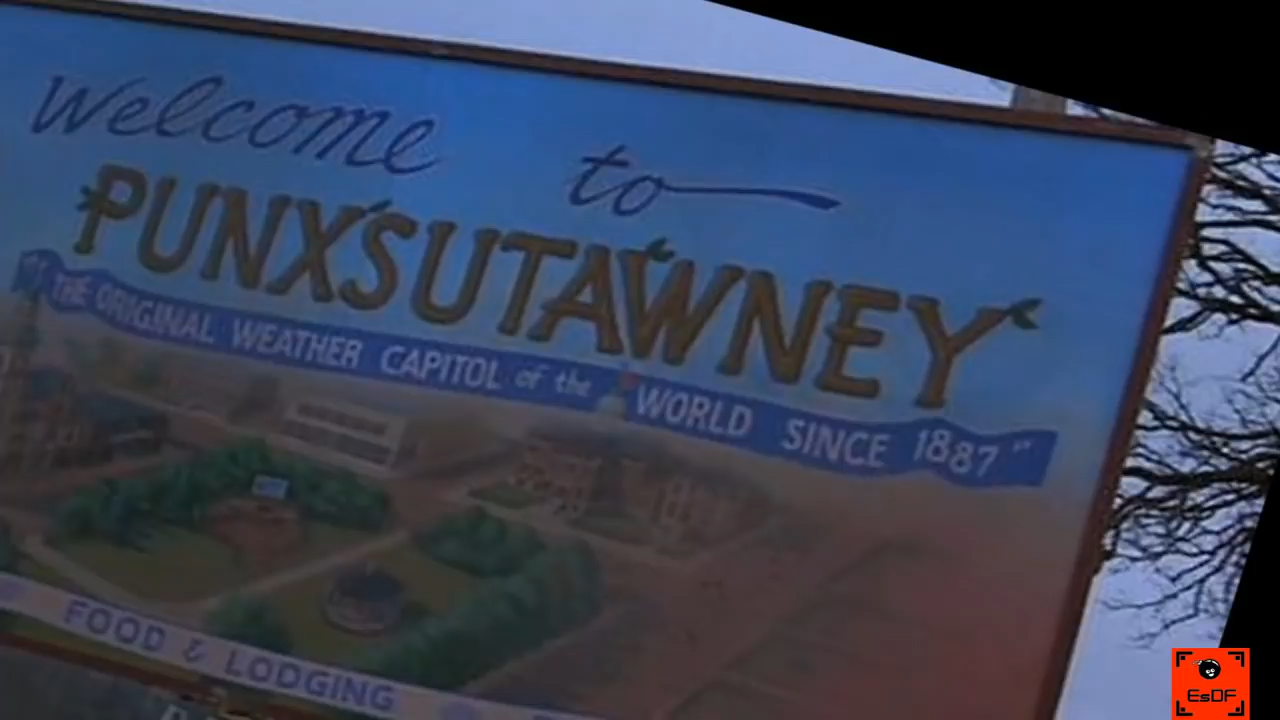 Welcome to
PUNXSUTAWNEY
"THE ORIGINAL WEATHER CAPITOL of the WORLD SINCE 1887"
FOOD & LODGING
EsDF